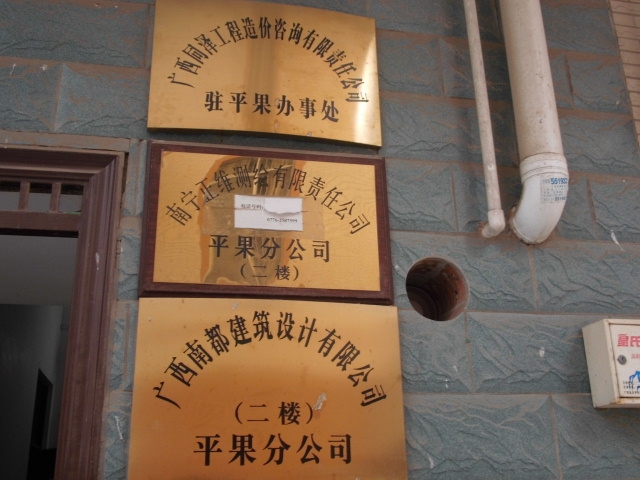 广西同泽工程造价咨询有限责任公司
驻平果办事处
南宁正维测绘有限责任公司
平果分公司
（二楼）
广西南都建筑设计有限公司
（二楼）
平果分公司